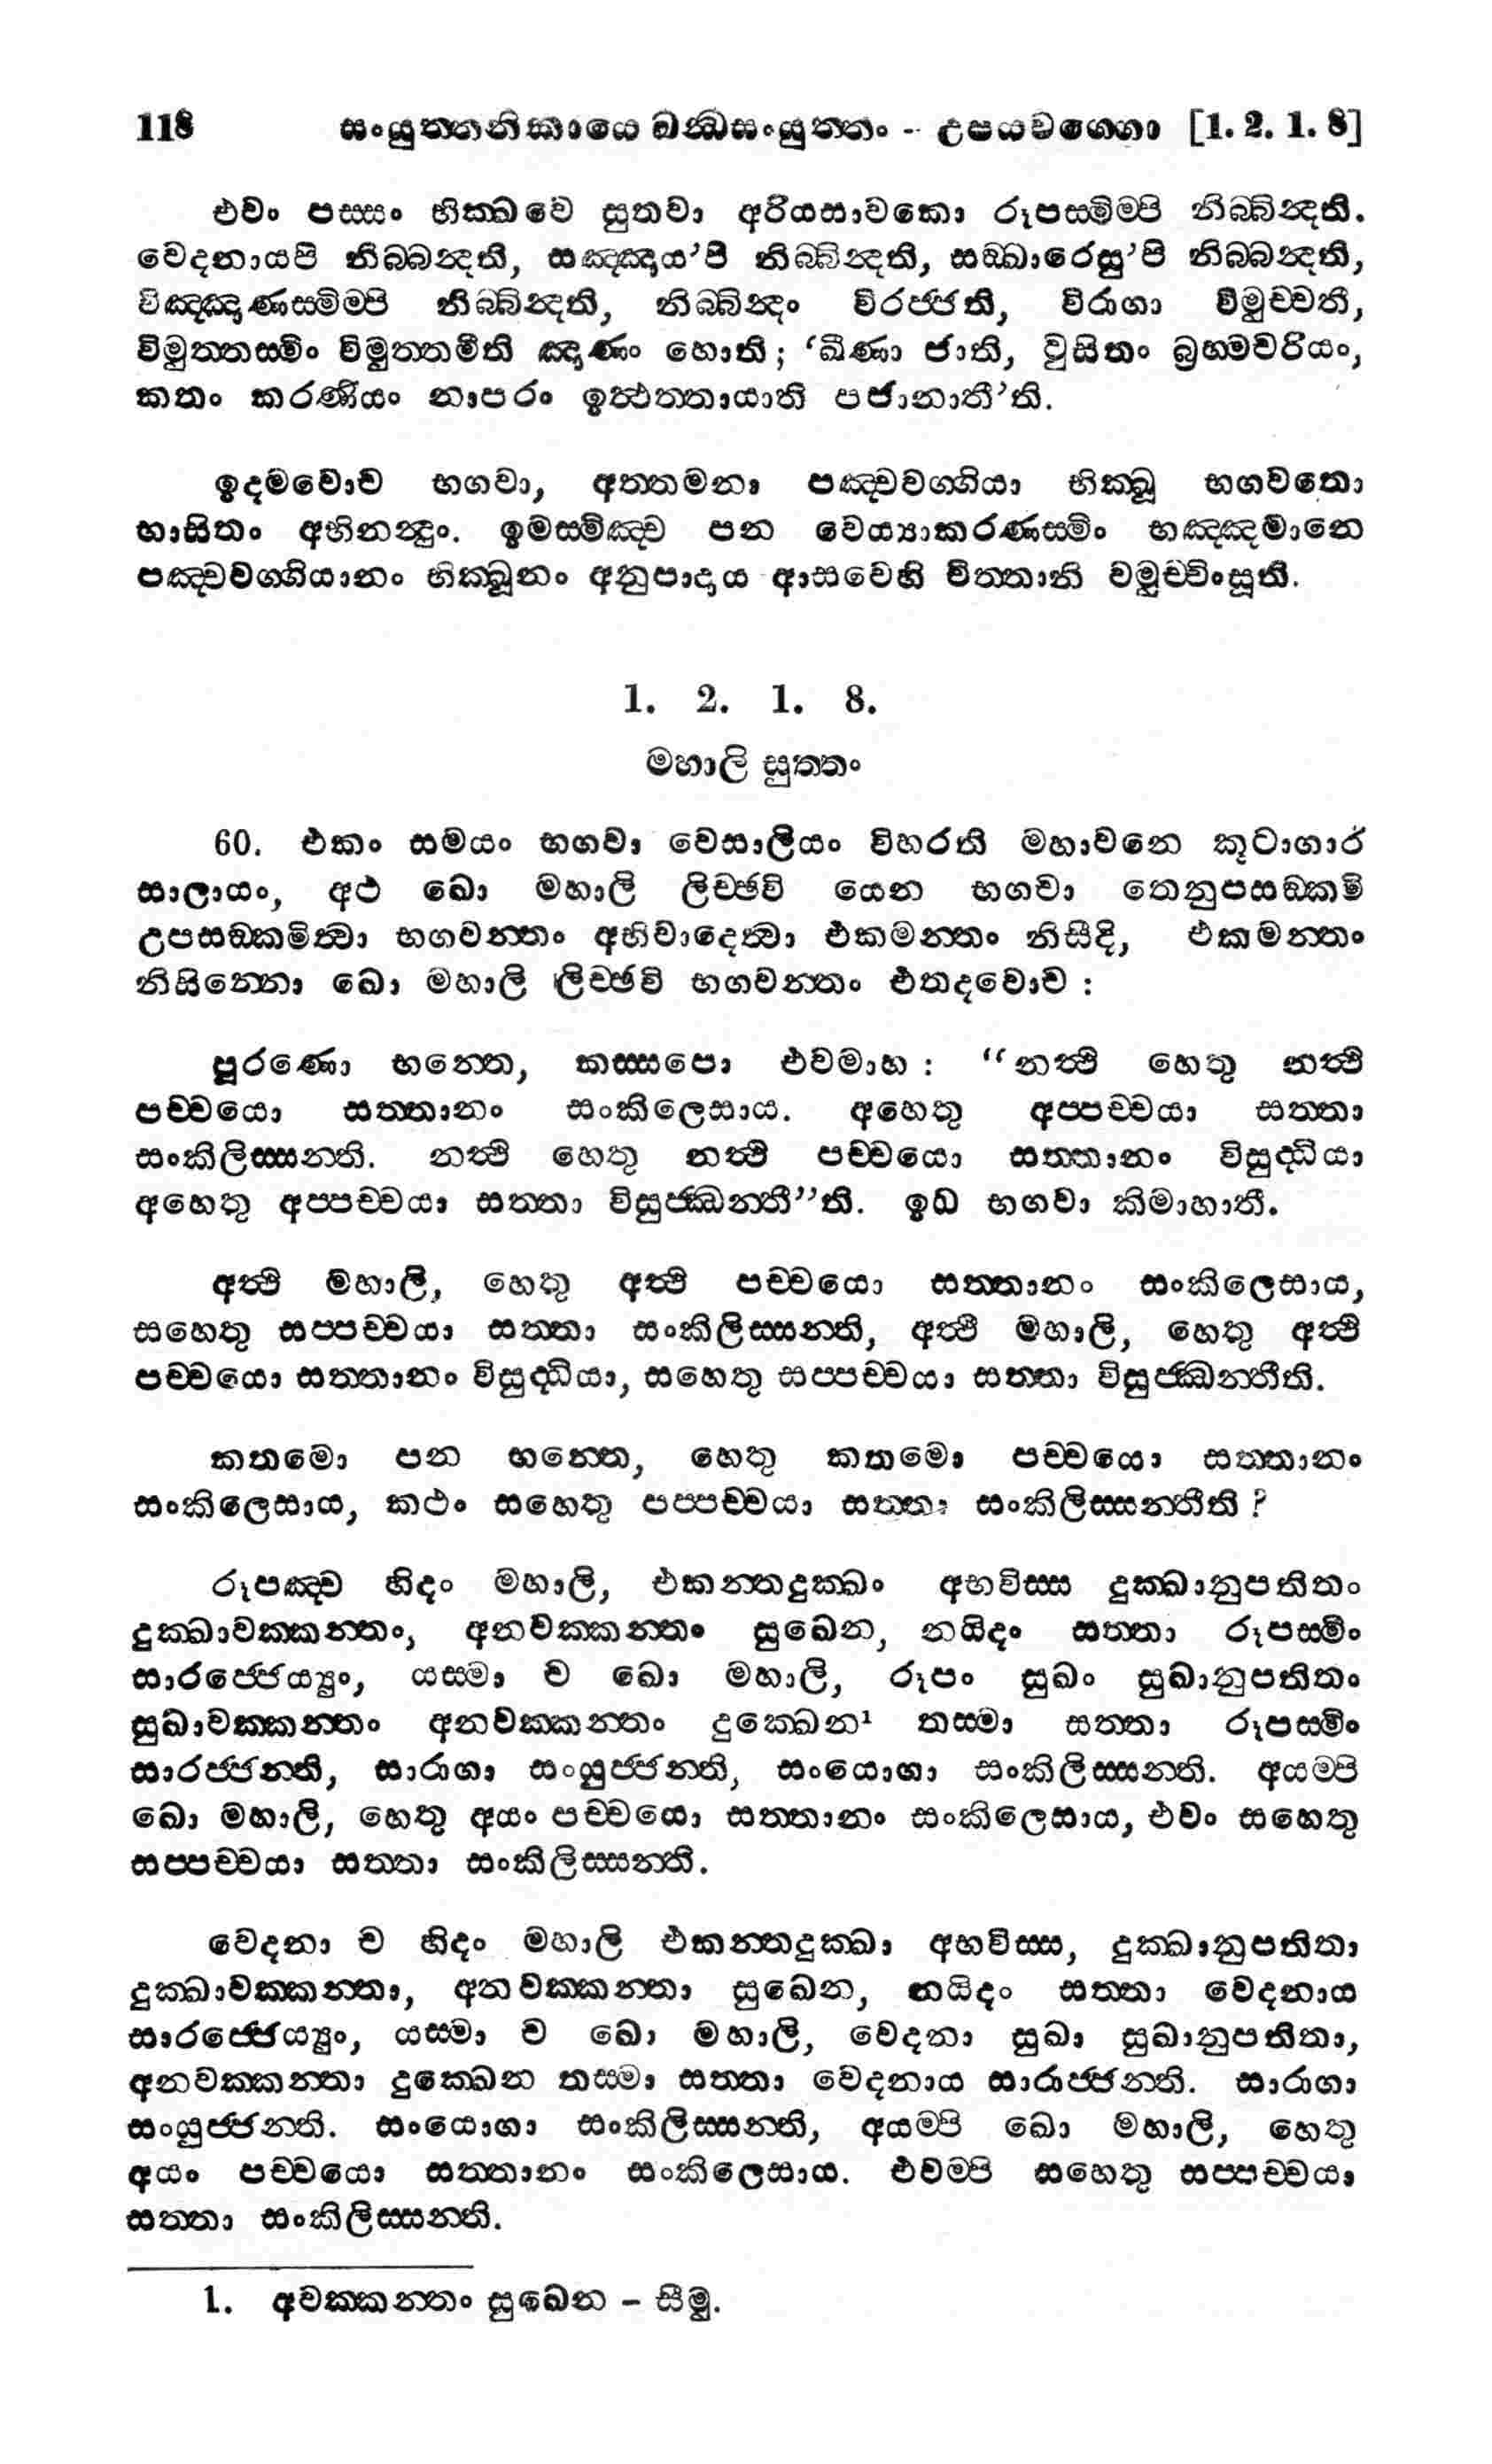 118 සංයුත්තනිකායෙ ඛන්ධසංයුත්තං - උපයවග්ගො [1. 2. 1. 8]
එවං පස්සං භික්ඛවෙ සුතවා අරියසාවකො රූපස්මිම්පි නිබ්බින්දති.
වෙදනායපි නිබ්බන්දති, සඤ්ඤාය’පි නිබ්බින්දති, සඞ්ඛාරෙසු’පි නිබ්බන්දති,
විඤ්ඤාණස්මිම්පි නිබ්බින්දති, නිබ්බින්දං විරජ්ජති, විරාගා විමුච්චති,
විමුත්තස්මිං විමුත්තමිති ඤාණං හොති; ‘ඛීණා ජාති, වුසිතං බ්‍රහ්මචරියං,
කතං කරණීයං නාපරං ඉත්ථත්තායාති පජානාතී’ති.
ඉදමවොච භගවා, අත්තමනා පඤ්චවග්ගියා භික්ඛූ භගවතො
භාසිතං අභිනන්දුං. ඉමස්මිඤ්ච පන වෙය්‍යාකරණස්මිං භඤ්ඤමානෙ
පඤ්චවග්ගියානං භික්ඛූනං අනුපාදාය ආසවෙහි චිත්තානි වමුච්චිංසූති.
1. 2. 1. 8.
මහාලි සුත්තං
60. එකං සමයං භගවා වෙසාලියං විහරති මහාවනෙ කූටාගාර
සාලායං, අථ ඛො මහාලි ලිච්ඡවි යෙන භගවා තෙනුපසඞ්කමි
උපසඞ්කමිත්‍වා භගවන්තං අභිවාදෙත්‍වා එකමන්තං නිසීදි, එකමන්තං
නිසින්නො ඛො මහාලි ලිච්ඡවි භගවන්තං එතදවොච :
පූරණො භන්තෙ, කස්සපො එවමාහ : “නත්ථි හෙතු නත්ථි
පච්චයො සත්තානං සංකිලෙසාය. අහෙතු අප්පච්චයා සත්තා
සංකිලිස්සන්ති. නත්ථි හෙතු නත්ථි පච්චයො සත්තානං විසුද්ධියා
අහෙතු අප්පච්චයා සත්තා විසුජ්ඣන්තී”ති. ඉධ භගවා කිමාහාතී.
අත්ථි මහාලි, හෙතු අත්ථි පච්චයො සත්තානං සංකිලෙසාය,
සහෙතු සප්පච්චයා සත්තා සංකිලිස්සන්ති, අත්ථි මහාලි, හෙතු අත්ථි
පච්චයො සත්තානං විසුද්ධියා, සහෙතු සප්පච්චයා සත්තා විසුජ්ඣන්තීති.
කතමො පන භන්තෙ, හෙතු කතමො පච්චයො සත්තානං
සංකිලෙසාය, කථං සහෙතු පප්පච්චයා සත්තා සංකිලිස්සන්තීති ?
රූපඤ්ච හිදං මහාලි, එකන්තදුක්ඛං අභවිස්ස දුක්ඛානුපතිතං
දුක්ඛාවක්කන්තං, අනවක්කන්තං සුඛෙන, නයිදං සත්තා රූපස්මිං
සාරජ්ජෙය්‍යුං, යස්මා ච ඛො මහාලි, රූපං සුඛං සුඛානුපතිතං
සුඛාවක්කන්තං අනවක්කන්තං දුක්ඛෙන¹ තස්මා සත්තා රූපස්මිං
සාරජ්ජන්ති, සාරාගා සංයුජ්ජන්ති, සංයොගා සංකිලිස්සන්ති. අයම්පි
ඛො මහාලි, හෙතු අයං පච්චයො සත්තානං සංකිලෙසාය, එවං සහෙතු
සප්පච්චයා සත්තා සංකිලිස්සන්ති.
වෙදනා ච හිදං මහාලි එකන්තදුක්ඛා අභවිස්ස, දුක්ඛානුපතිතා
දුක්ඛාවක්කන්තා, අනවක්කන්තා සුඛෙන, නයිදං සත්තා වෙදනාය
සාරජ්ජෙය්‍යුං, යස්මා ච ඛො මහාලි, වෙදනා සුඛා සුඛානුපතිතා,
අනවක්කන්තා දුක්ඛෙන තස්මා සත්තා වෙදනාය සාරාජ්ජන්ති. සාරාගා
සංයුජ්ජන්ති. සංයොගා සංකිලිස්සන්ති, අයම්පි ඛො මහාලි, හෙතු
අයං පච්චයො සත්තානං සංකිලෙසාය. එවම්පි සහෙතු සප්පච්චයා
සත්තා සංකිලිස්සන්ති.
1. අවක්කන්තං සුඛෙන - සීමු.